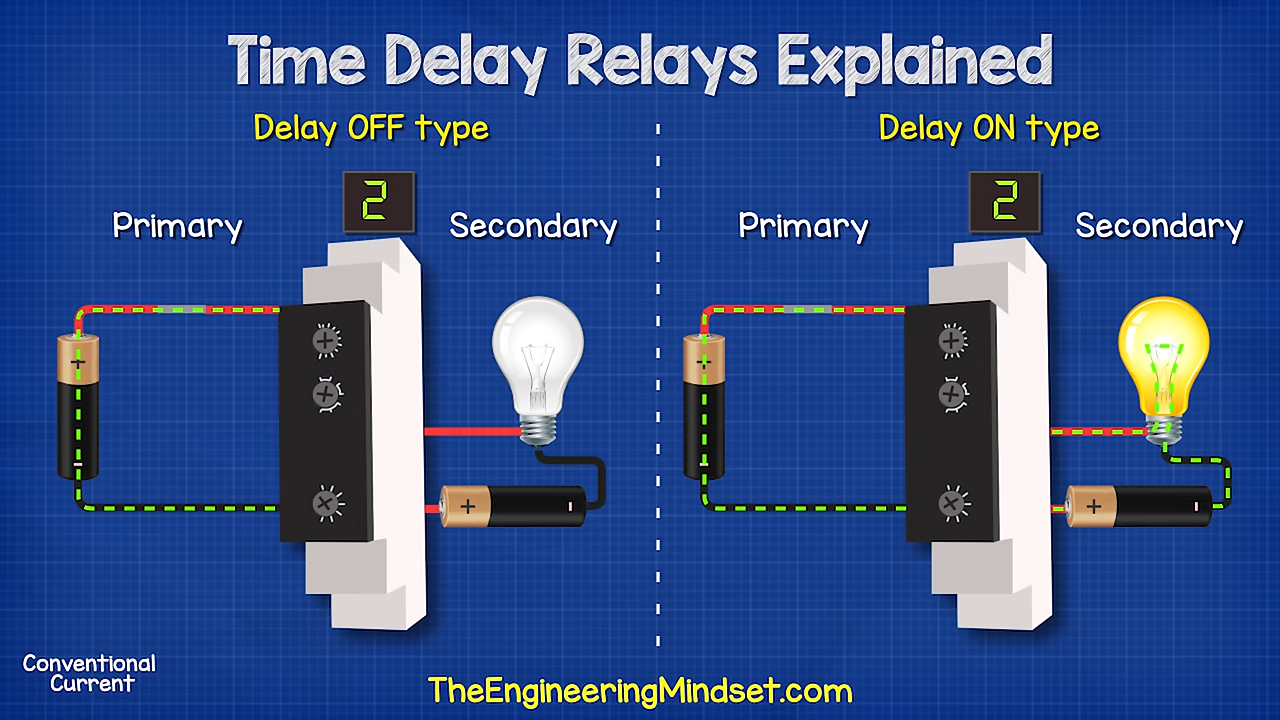 Time Delay Relays Explained
Delay OFF type
Delay ON type
2
2
Primary
Secondary
Primary
Secondary
+
-
+
-
+
-
+
-
Conventional
Current
TheEngineeringMindset.com